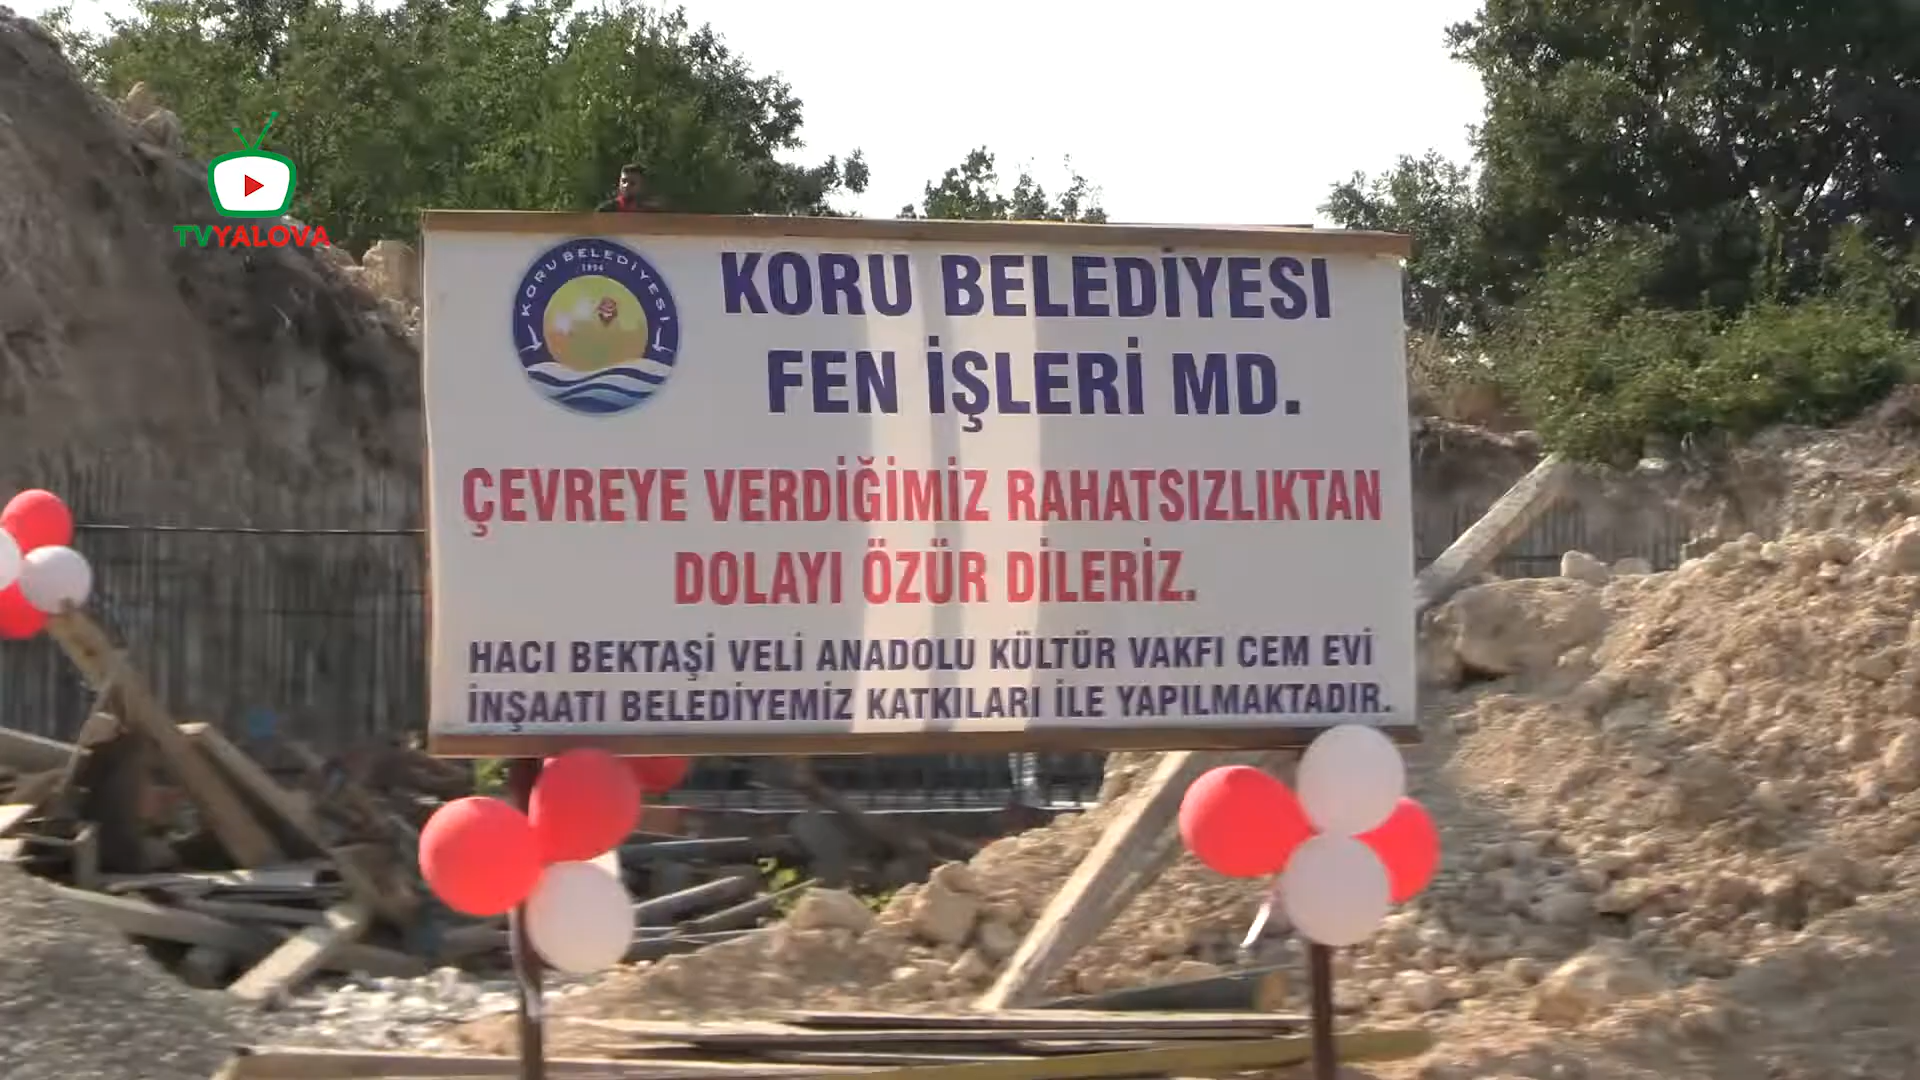 TVYALOVA
KORU BELEDİYESİ
1994
KORU BELEDİYESİ
FEN İŞLERİ MD.
ÇEVREYE VERDİĞİMİZ RAHATSIZLIKTAN
DOLAYI ÖZÜR DİLERİZ.
HACI BEKTAŞİ VELİ ANADOLU KÜLTÜR VAKFI CEM EVİ
İNŞAATI BELEDİYEMİZ KATKILARI İLE YAPILMAKTADIR.